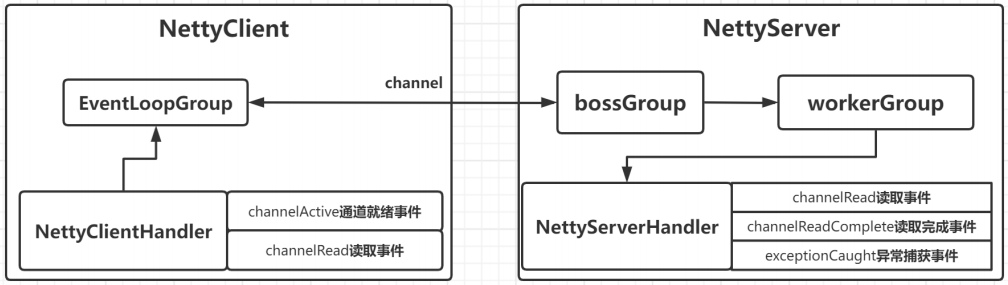 NettyClient
EventLoopGroup
channel
NettyClientHandler
channelActive通道就绪事件
channelRead读取事件
NettyServer
bossGroup
workerGroup
NettyServerHandler
channelRead读取事件
channelReadComplete读取完成事件
exceptionCaught异常捕获事件